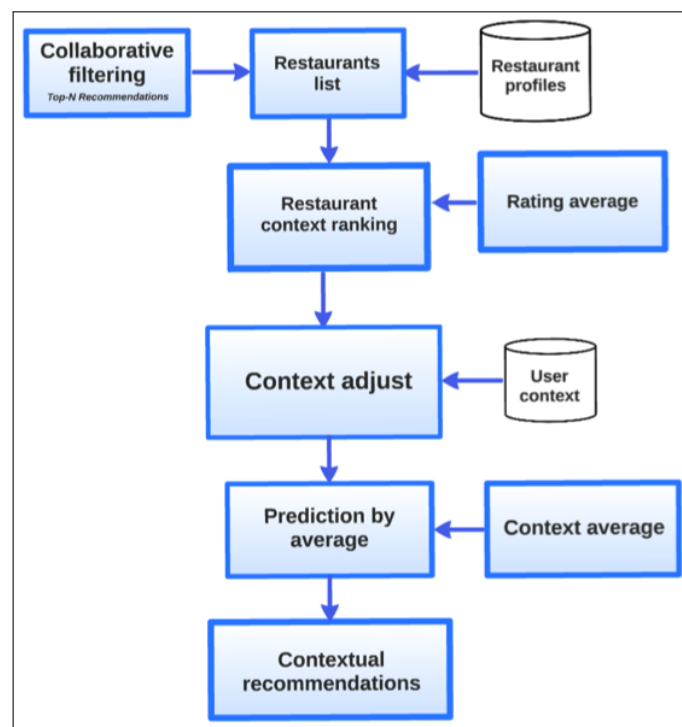 Collaborative
filtering
Top-N Recommendations
Restaurants
list
Restaurant
profiles
Restaurant
context ranking
Rating average
Context adjust
User
context
Prediction by
average
Context average
Contextual
recommendations